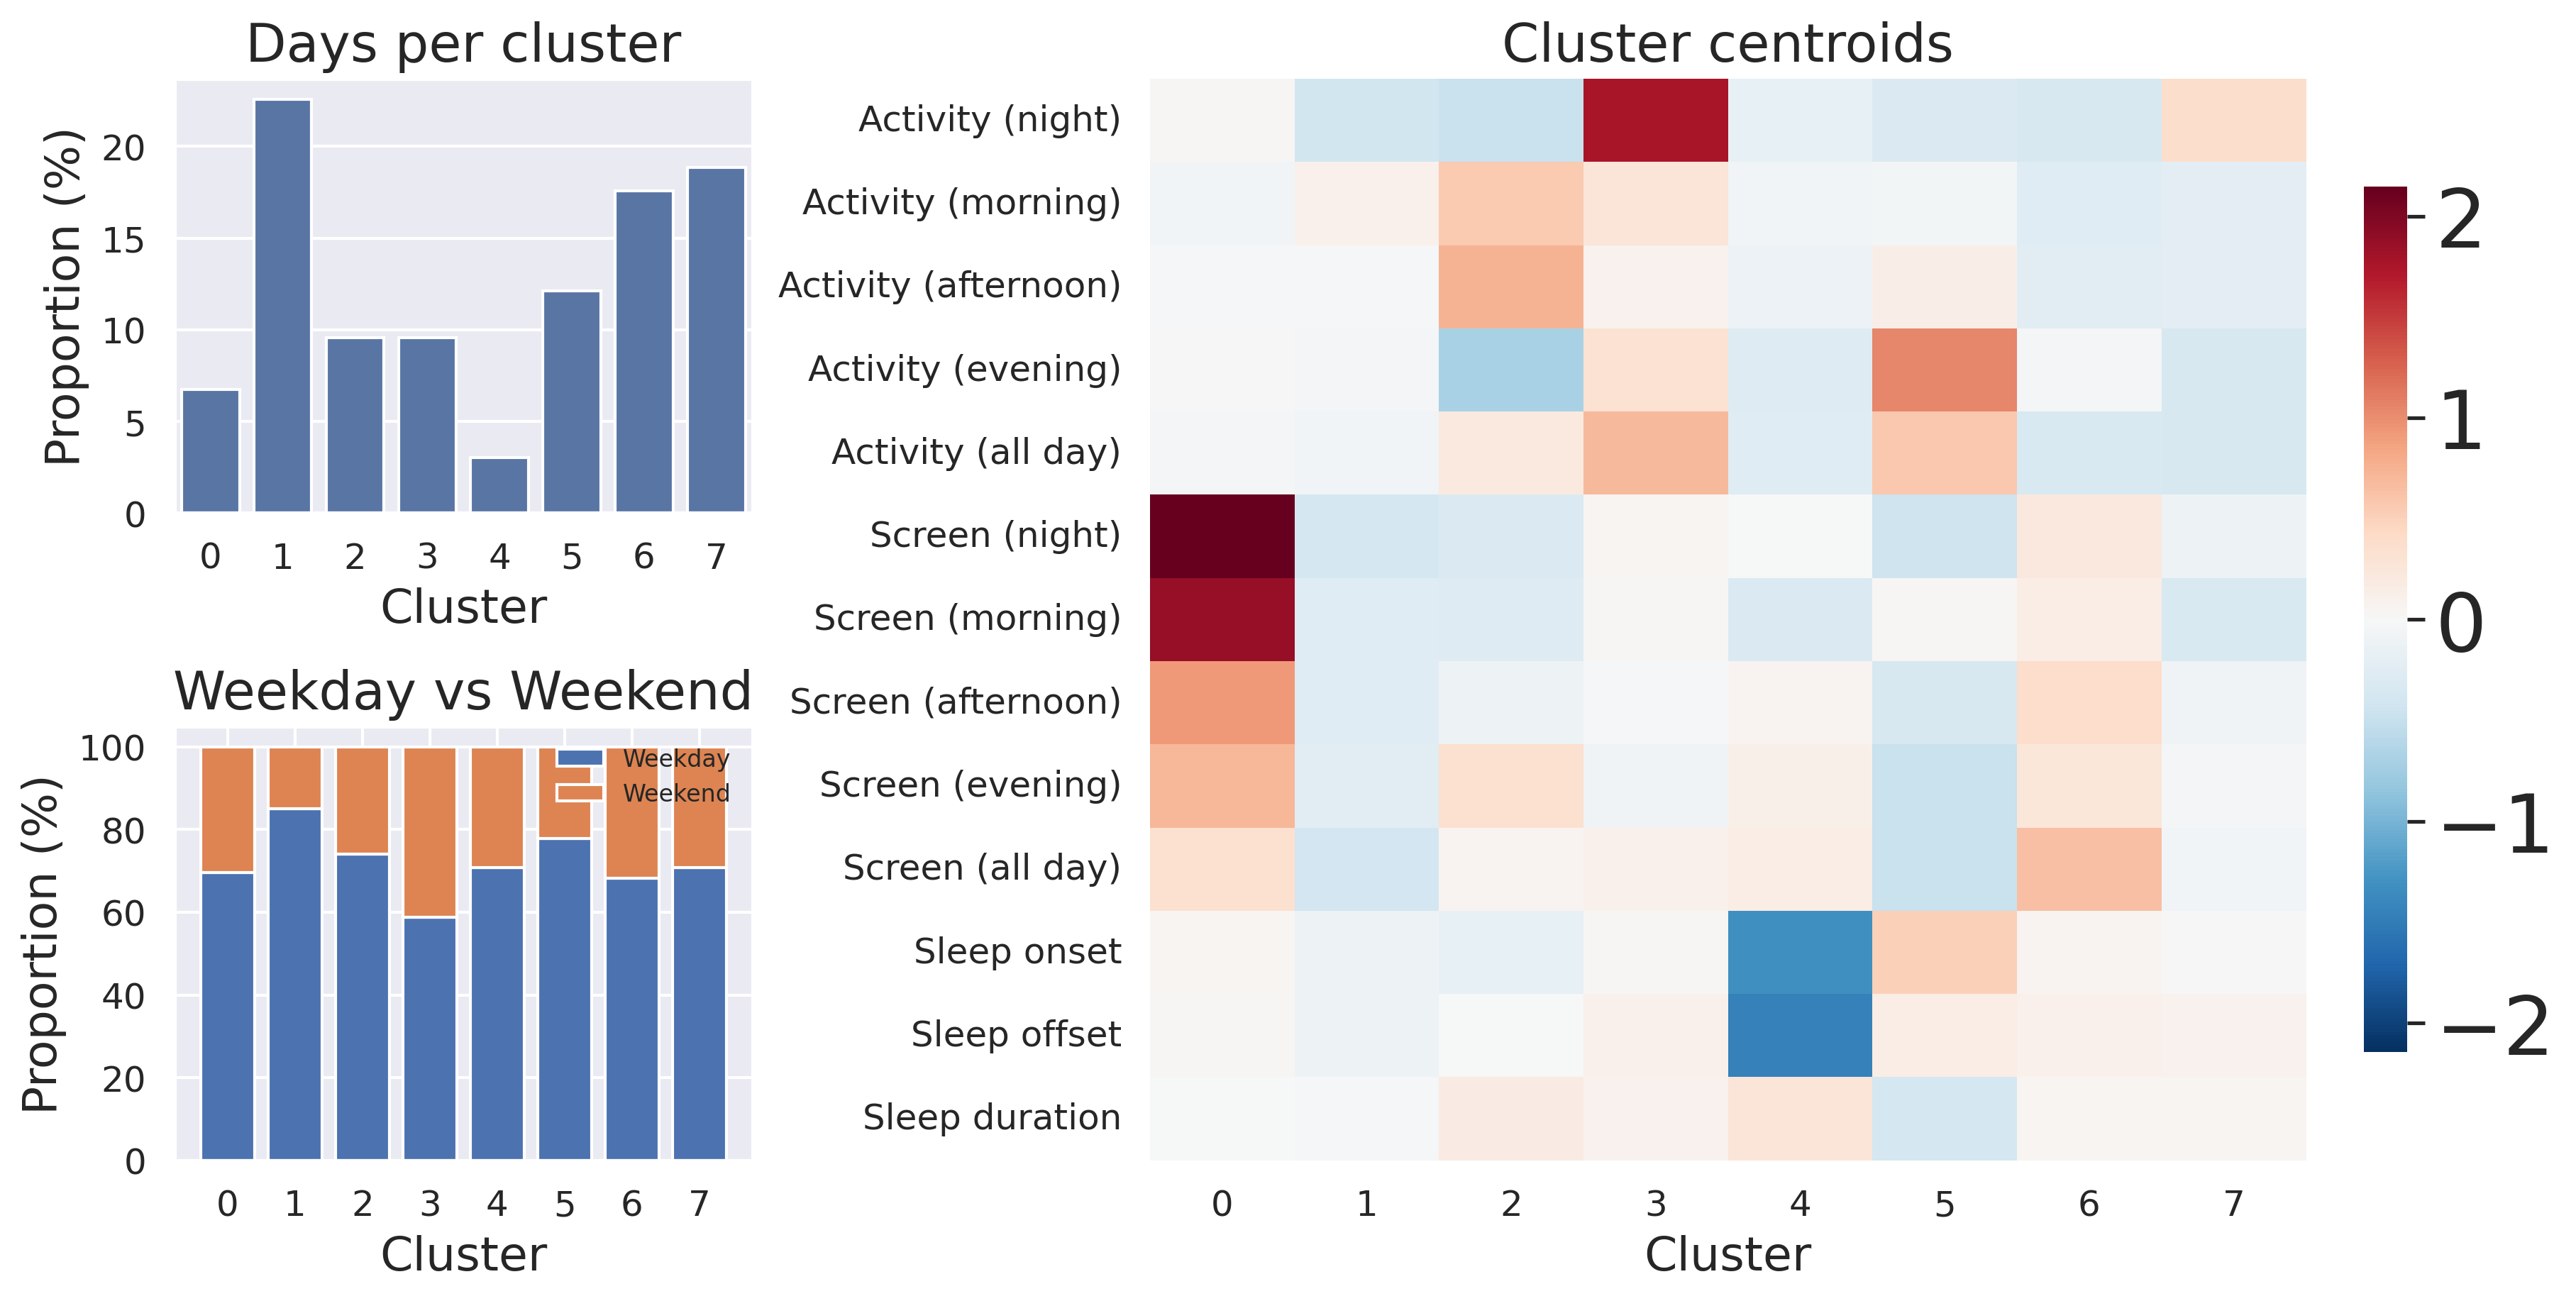 Days per cluster
Proportion (%)
20
15
10
5
0
0 1 2 3 4 5 6 7
Cluster
Weekday vs Weekend
Proportion (%)
100
80
60
40
20
0
Weekday
Weekend
0 1 2 3 4 5 6 7
Cluster
Cluster centroids
Activity (night)
Activity (morning)
Activity (afternoon)
Activity (evening)
Activity (all day)
Screen (night)
Screen (morning)
Screen (afternoon)
Screen (evening)
Screen (all day)
Sleep onset
Sleep offset
Sleep duration
0 1 2 3 4 5 6 7
Cluster
2
1
0
−1
−2